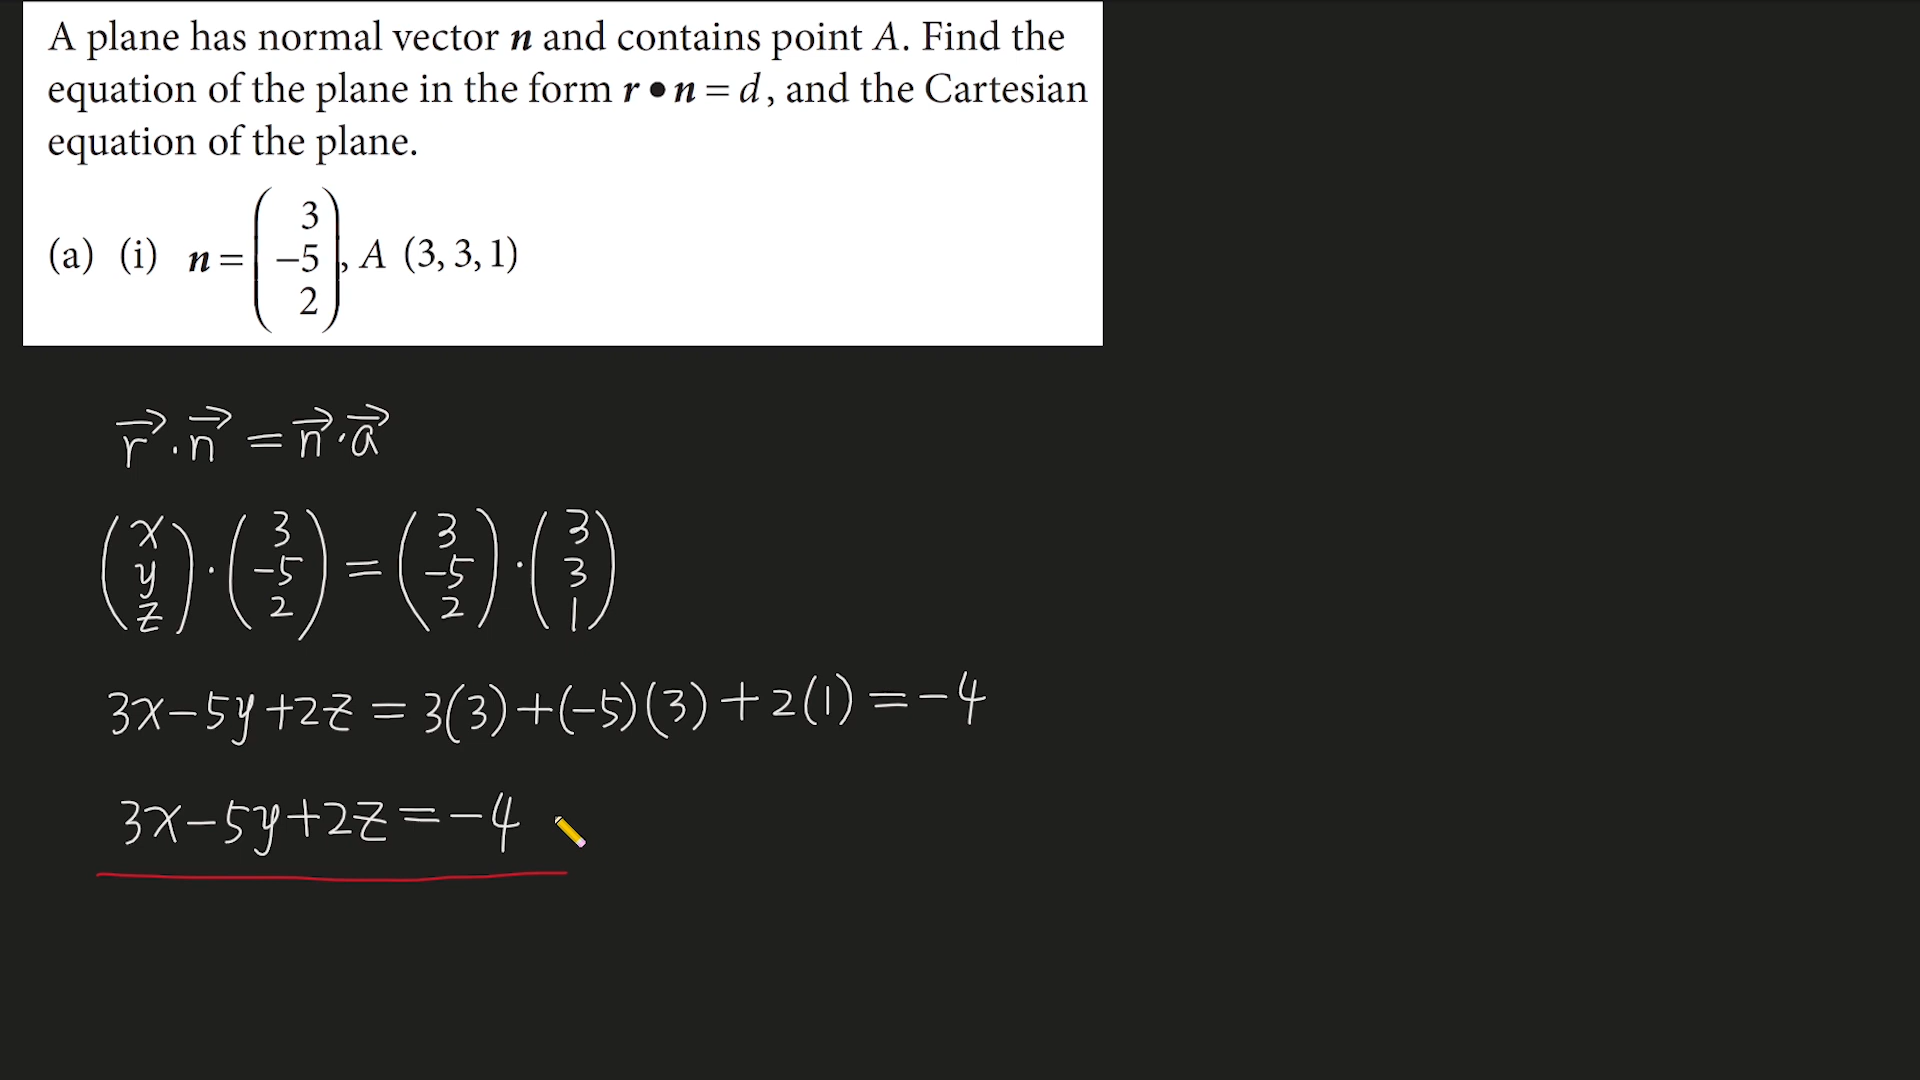 A plane has normal vector n and contains point A. Find the
equation of the plane in the form r • n = d, and the Cartesian
equation of the plane.
(a) (i) n = (3 −5 2), A (3, 3, 1)
r⃗ · n⃗ = n⃗ · a⃗
(x y z) · (3 −5 2) = (3 −5 2) · (3 3 1)
3x−5y+2z = 3(3)+(−5)(3)+2(1) = −4
3x−5y+2z = −4